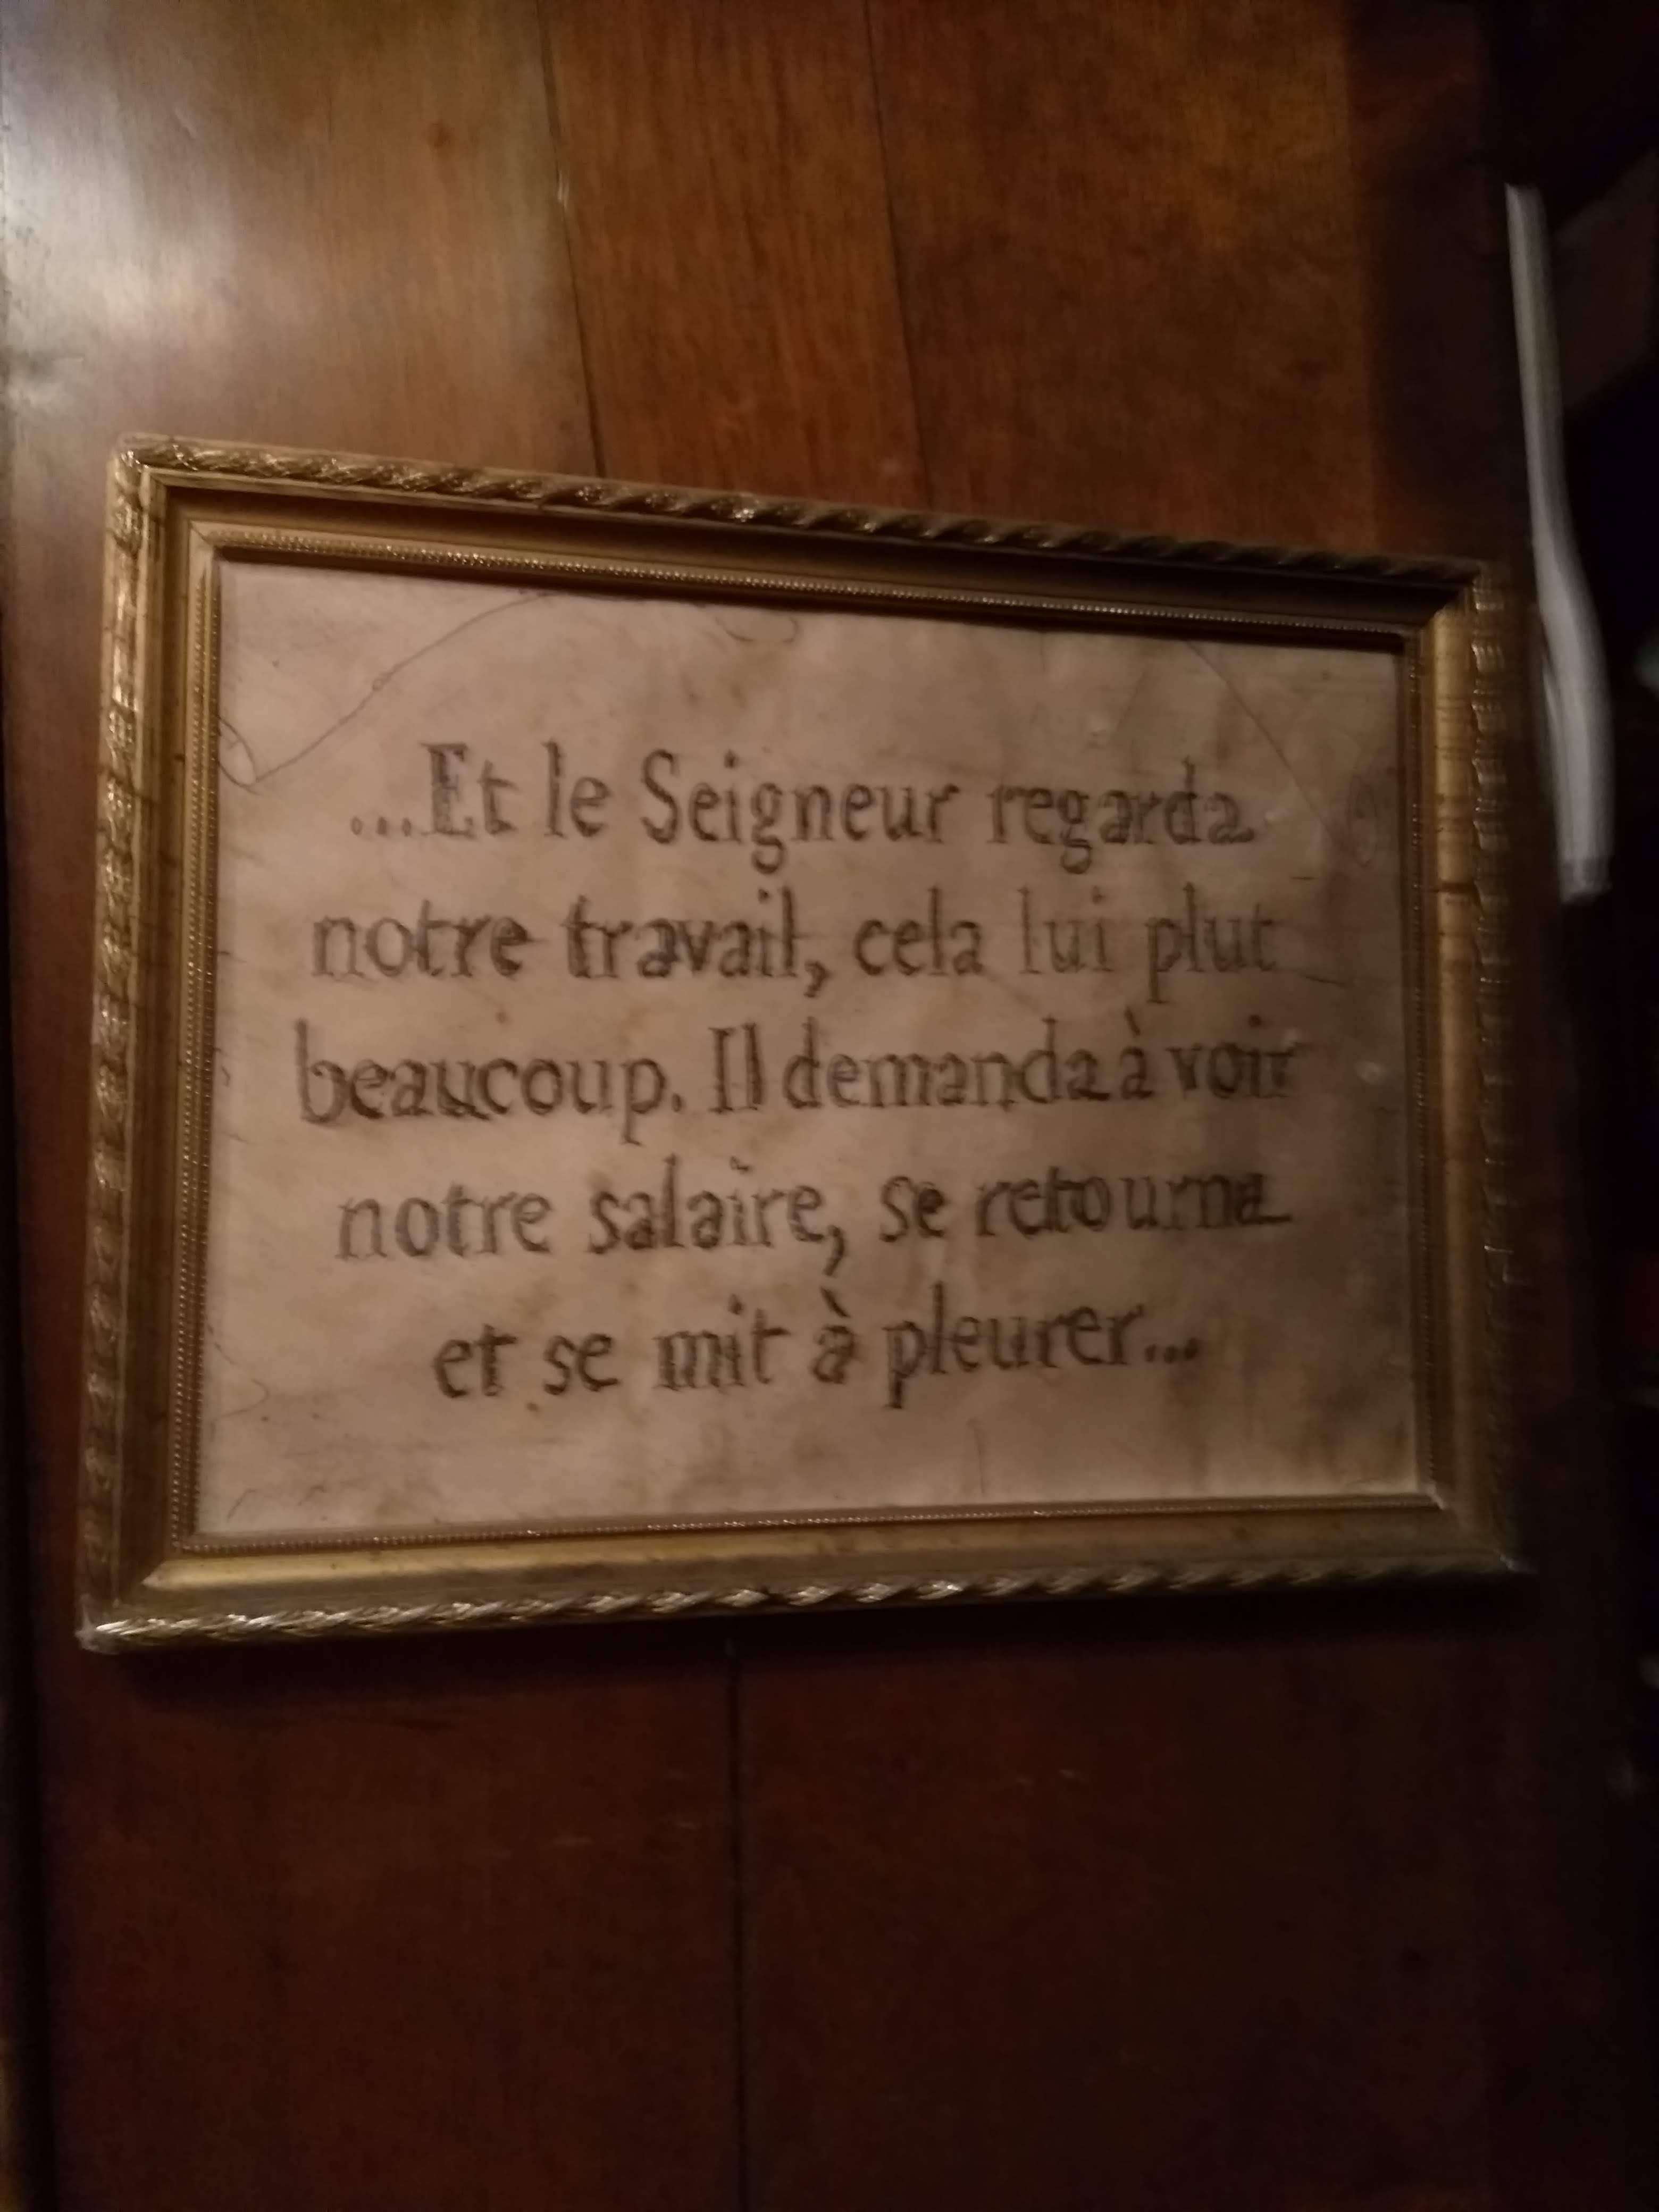 ...Et le Seigneur regarda
notre travail, cela lui plut
beaucoup. Il demanda à voir
notre salaire, se retourna
et se mit à pleurer...